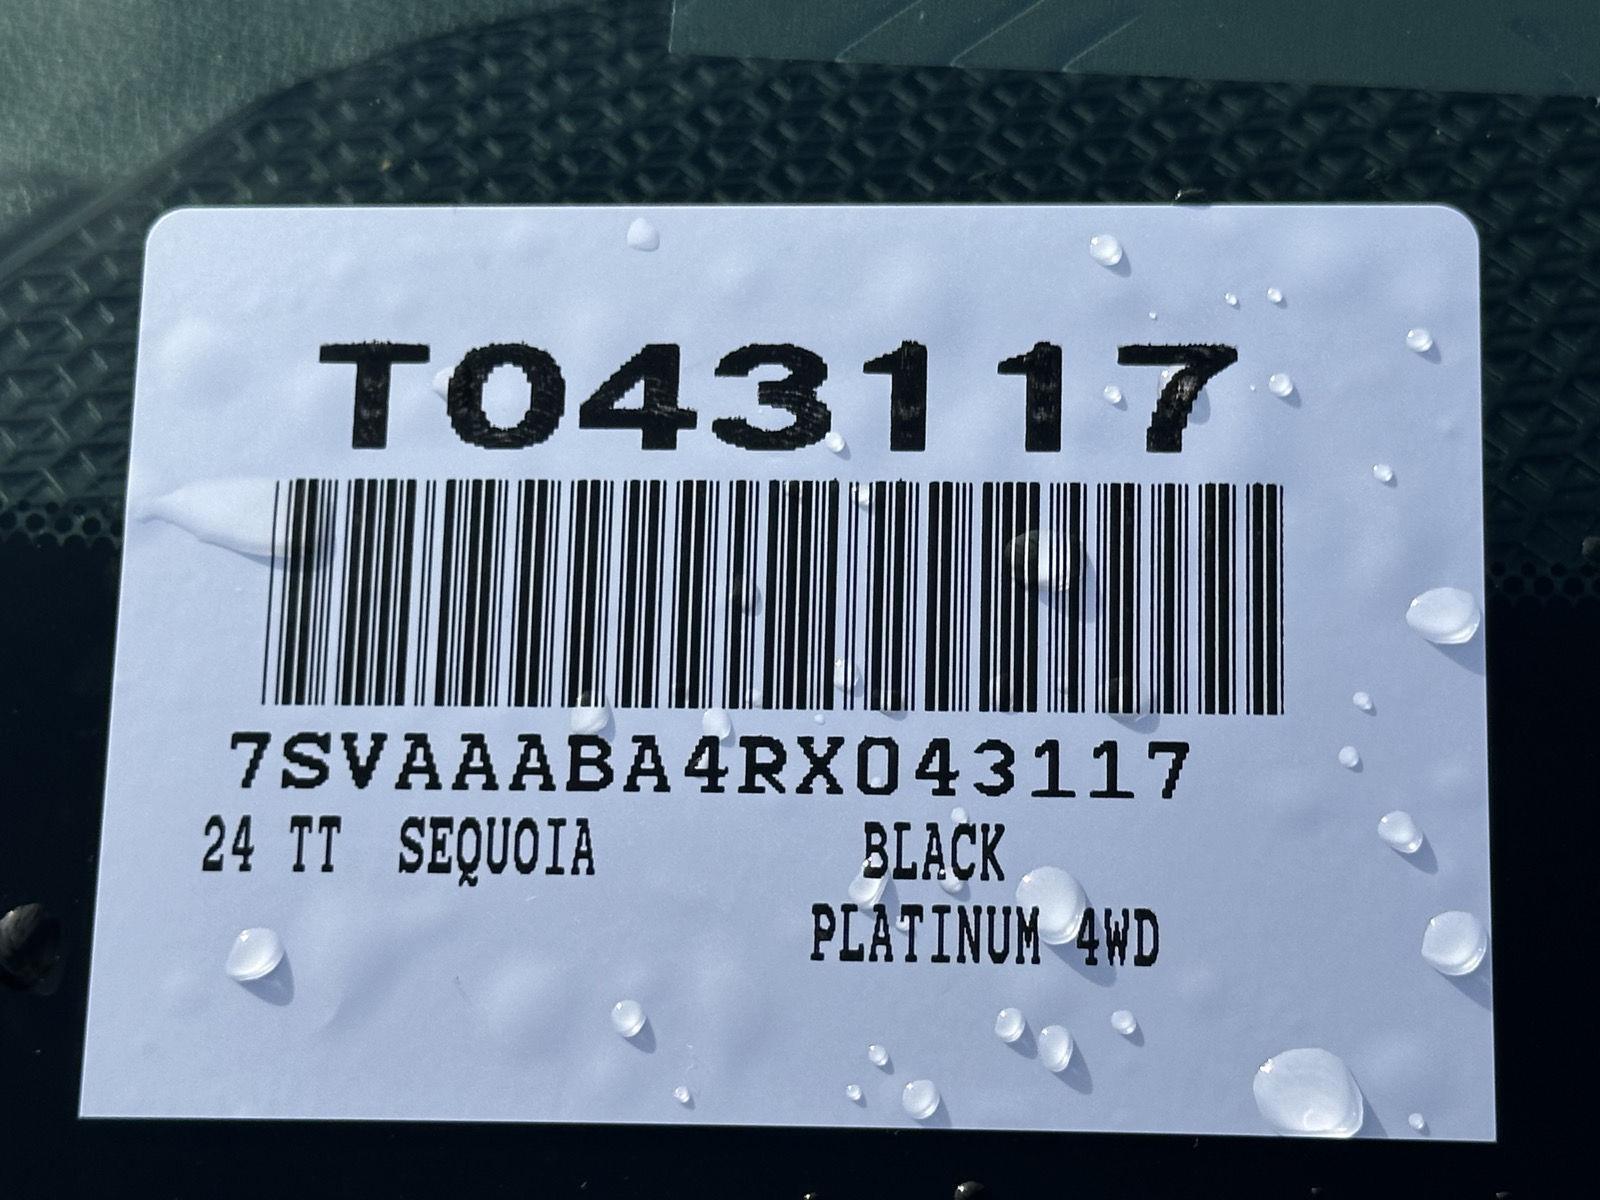 T043117
7SVAAABA4RX043117
24 TT SEQUOIA BLACK
PLATINUM 4WD